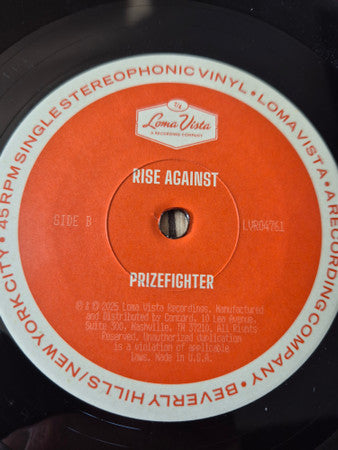 45 RPM SINGLE STEREOPHONIC VINYL • LOMA VISTA • A RECORDING COMPANY • BEVERLY HILLS / NEW YORK CITY •
Loma Vista
A RECORDING COMPANY
RISE AGAINST
SIDE B
LVR04761
PRIZEFIGHTER
℗ & © 2025 Loma Vista Recordings. Manufactured
and Distributed by Concord. 10 Lea Avenue,
Suite 300, Nashville, TN 37210. All Rights
Reserved. Unauthorized duplication
is a violation of applicable
laws. Made in U.S.A.